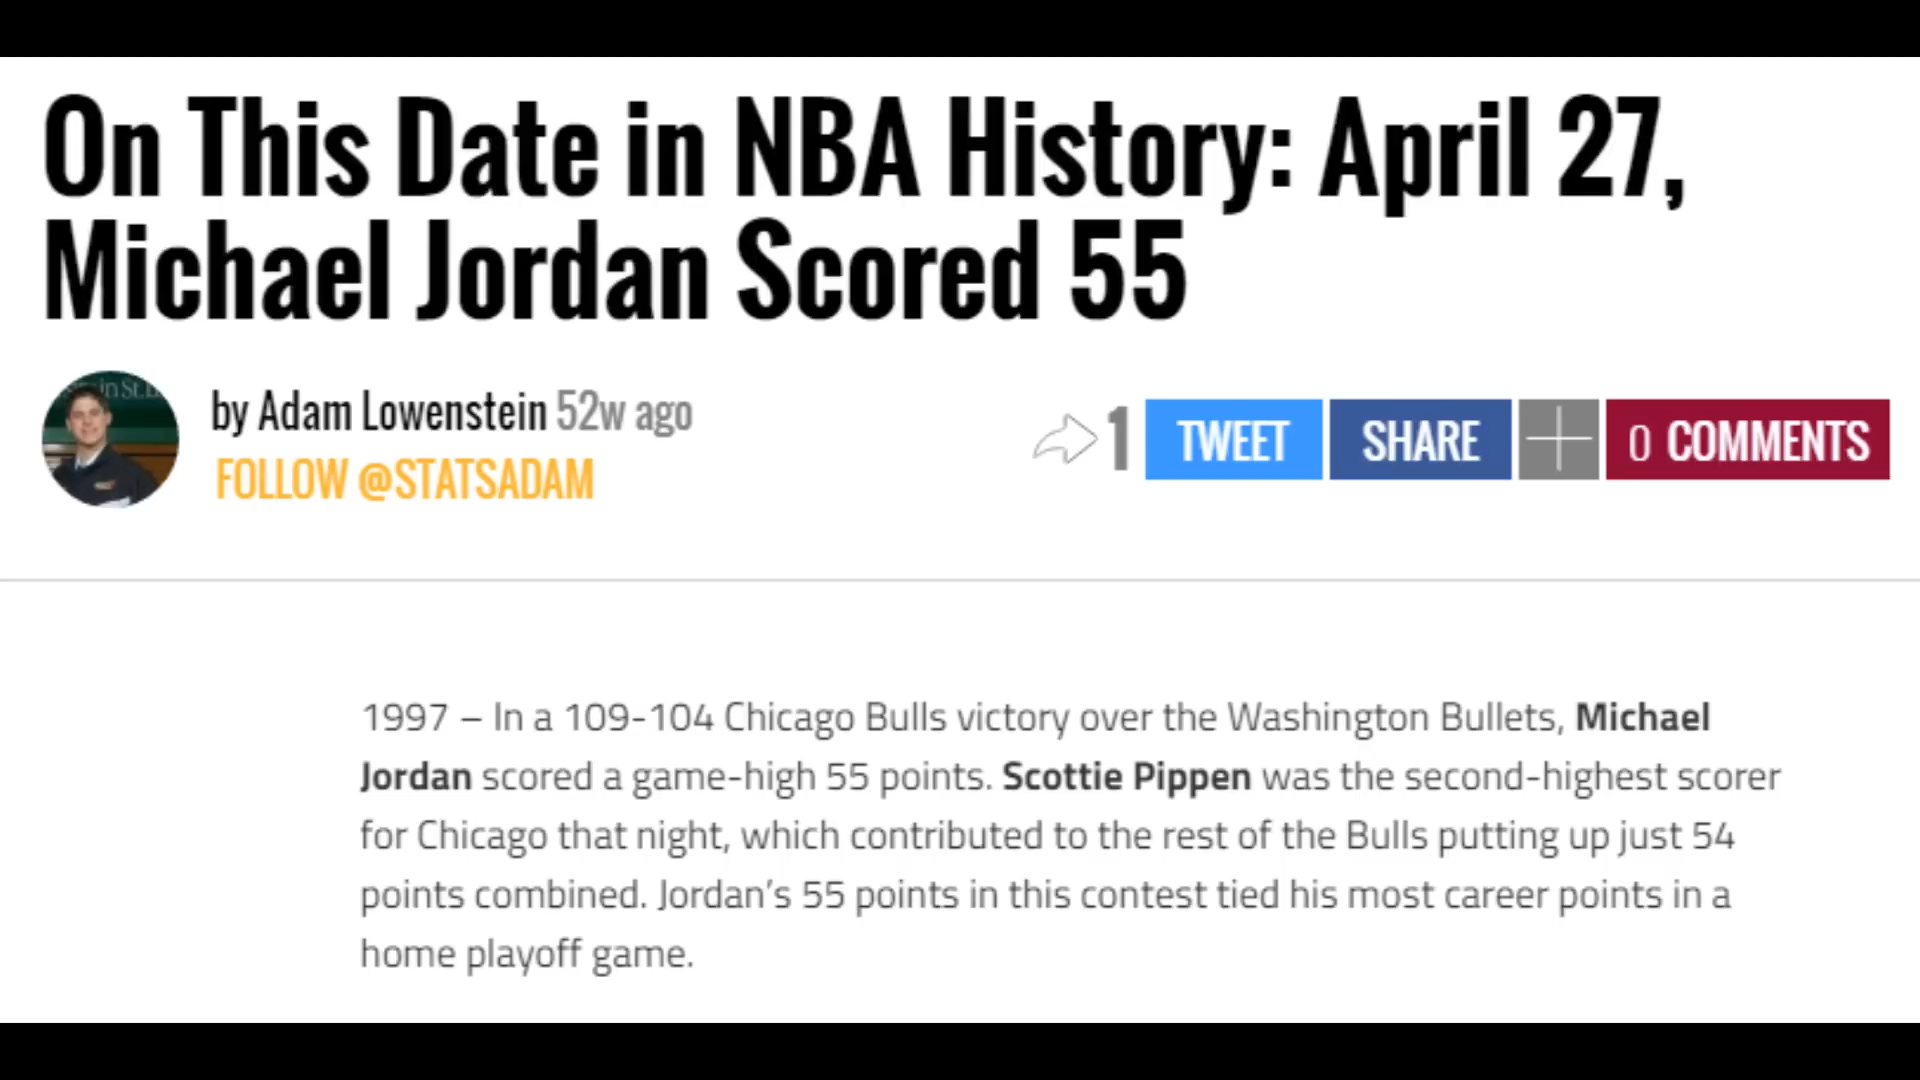 On This Date in NBA History: April 27,
Michael Jordan Scored 55
by Adam Lowenstein 52w ago
FOLLOW @STATSADAM
1 TWEET SHARE + 0 COMMENTS
1997 – In a 109-104 Chicago Bulls victory over the Washington Bullets, Michael
Jordan scored a game-high 55 points. Scottie Pippen was the second-highest scorer
for Chicago that night, which contributed to the rest of the Bulls putting up just 54
points combined. Jordan’s 55 points in this contest tied his most career points in a
home playoff game.